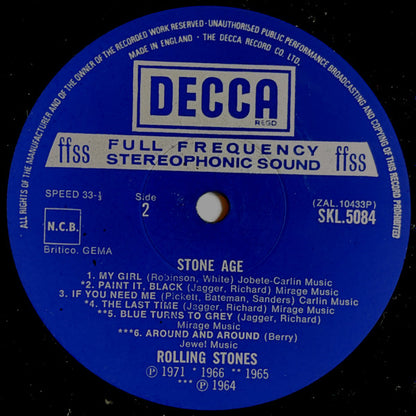 ALL RIGHTS OF THE MANUFACTURER AND OF THE OWNER OF THE RECORDED WORK RESERVED · UNAUTHORISED PUBLIC PERFORMANCE BROADCASTING AND COPYING OF THIS RECORD PROHIBITED
MADE IN ENGLAND · THE DECCA RECORD CO. LTD.
DECCA
REGD
ffss FULL FREQUENCY ffss
STEREOPHONIC SOUND
SPEED 33-⅓
Side
2
(ZAL.10433P)
SKL.5084
N.C.B.
Britico. GEMA
STONE AGE
1. MY GIRL (Robinson, White) Jobete-Carlin Music
*2. PAINT IT, BLACK (Jagger, Richard) Mirage Music
3. IF YOU NEED ME (Pickett, Bateman, Sanders) Carlin Music
*4. THE LAST TIME (Jagger, Richard) Mirage Music
**5. BLUE TURNS TO GREY (Jagger, Richard)
Mirage Music
***6. AROUND AND AROUND (Berry)
Jewel Music
ROLLING STONES
℗ 1971 * 1966 ** 1965
*** ℗ 1964